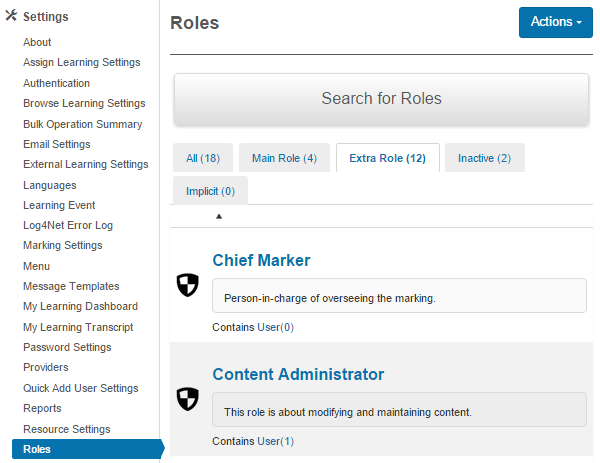 Settings
About
Assign Learning Settings
Authentication
Browse Learning Settings
Bulk Operation Summary
Email Settings
External Learning Settings
Languages
Learning Event
Log4Net Error Log
Marking Settings
Menu
Message Templates
My Learning Dashboard
My Learning Transcript
Password Settings
Providers
Quick Add User Settings
Reports
Resource Settings
Roles
Roles
Actions
Search for Roles
All (18)
Main Role (4)
Extra Role (12)
Inactive (2)
Implicit (0)
Chief Marker
Person-in-charge of overseeing the marking.
Contains User(0)
Content Administrator
This role is about modifying and maintaining content.
Contains User(1)